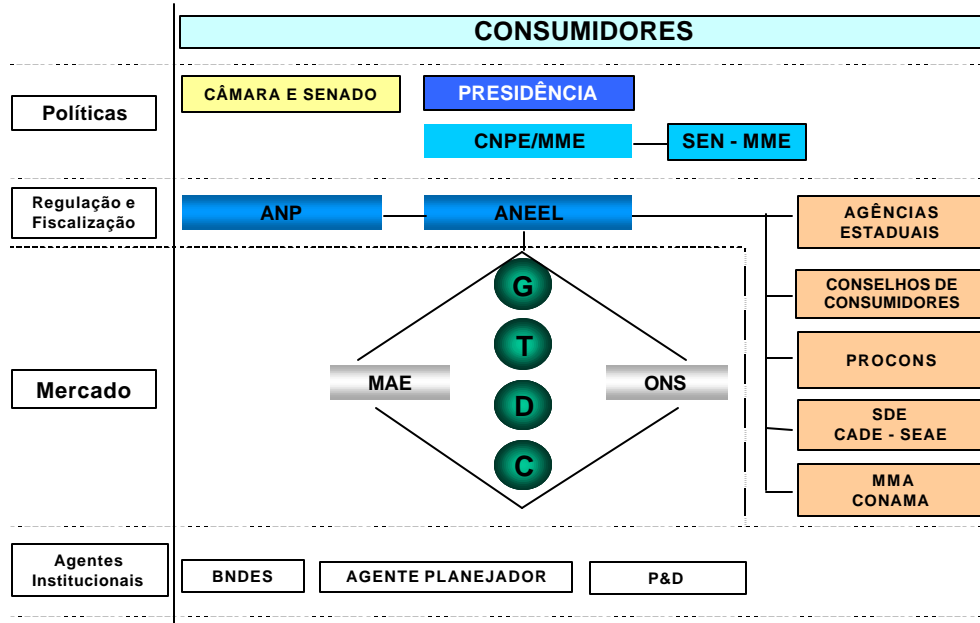 CONSUMIDORES
Políticas
CÂMARA E SENADO
PRESIDÊNCIA
CNPE/MME
SEN - MME
Regulação e
Fiscalização
ANP
ANEEL
AGÊNCIAS
ESTADUAIS
Mercado
G
T
D
C
MAE
ONS
CONSELHOS DE
CONSUMIDORES
PROCONS
SDE
CADE - SEAE
MMA
CONAMA
Agentes
Institucionais
BNDES
AGENTE PLANEJADOR
P&D